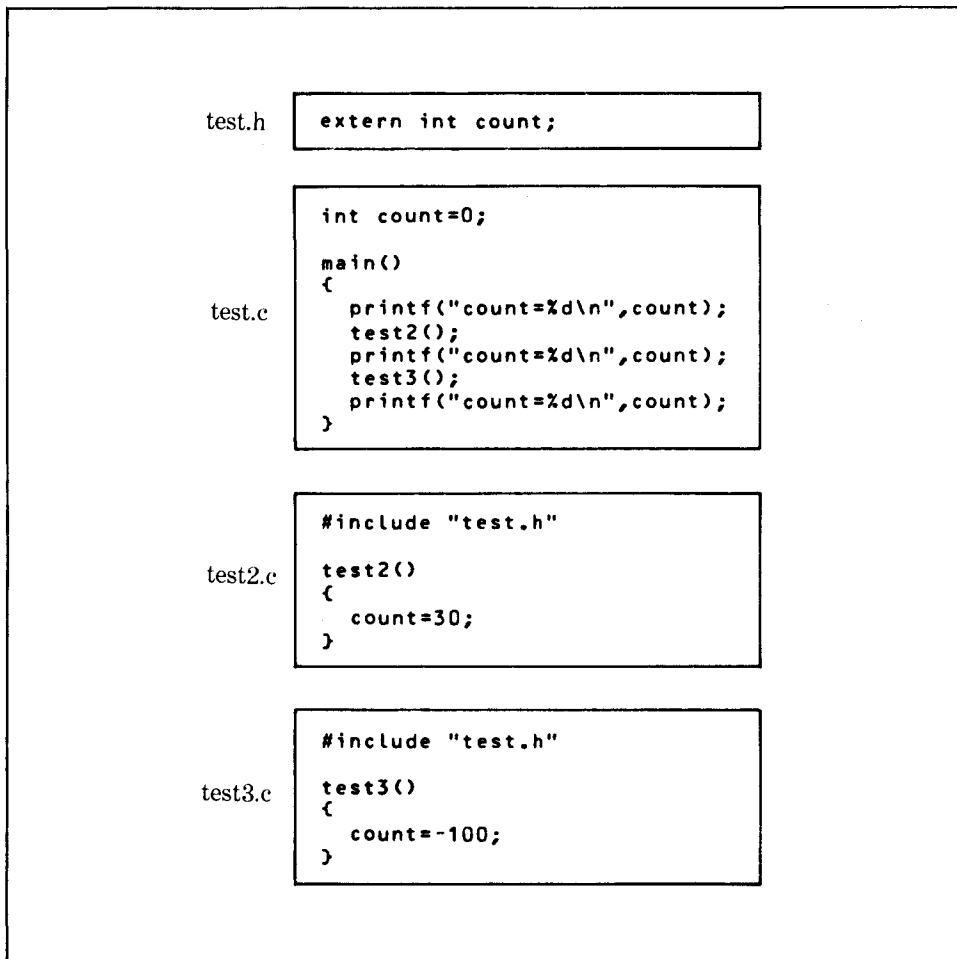 test.h
extern int count;
test.c
int count=0;
main()
{
printf("count=%d\n",count);
test2();
printf("count=%d\n",count);
test3();
printf("count=%d\n",count);
}
test2.c
#include "test.h"
test2()
{
count=30;
}
test3.c
#include "test.h"
test3()
{
count=-100;
}